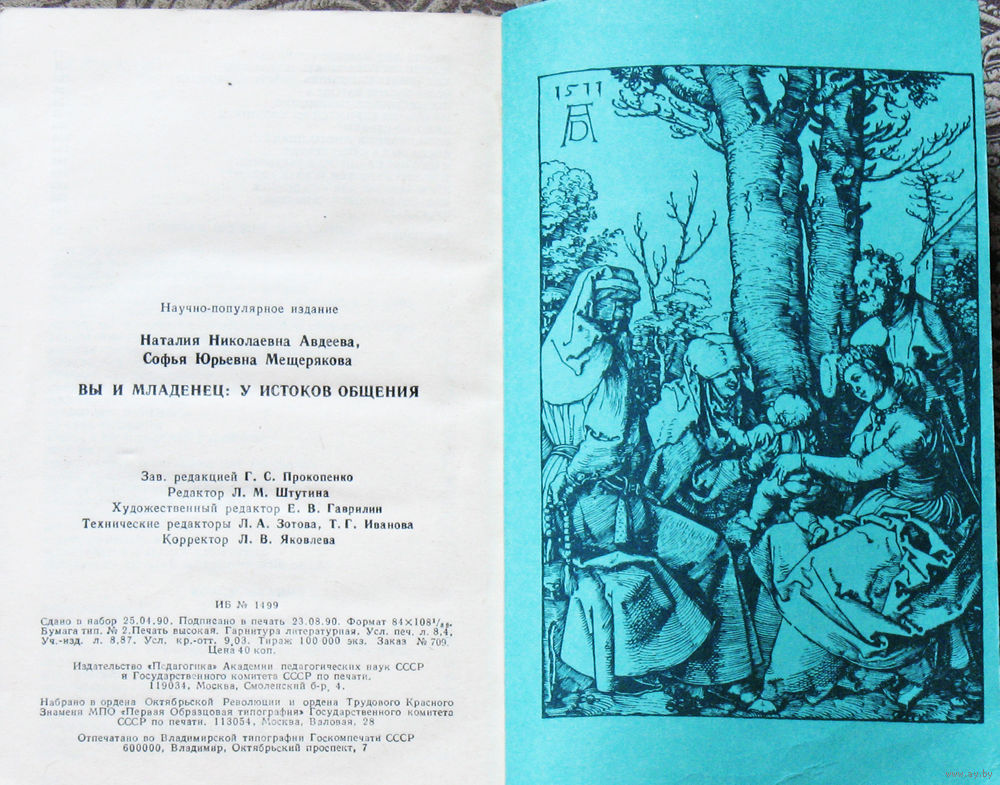 Научно-популярное издание
Наталия Николаевна Авдеева,
Софья Юрьевна Мещерякова
ВЫ И МЛАДЕНЕЦ: У ИСТОКОВ ОБЩЕНИЯ
Зав. редакцией Г. С. Прокопенко
Редактор Л. М. Штутина
Художественный редактор Е. В. Гаврилин
Технические редакторы Л. А. Зотова, Т. Г. Иванова
Корректор Л. В. Яковлева
ИБ № 1499
Сдано в набор 25.04.90. Подписано в печать 23.08.90. Формат 84×108¹/₃₂.
Бумага тип. № 2. Печать высокая. Гарнитура литературная. Усл. печ. л. 8,4.
Уч.-изд. л. 8,87. Усл. кр.-отт. 9,03. Тираж 100 000 экз. Заказ № 709.
Цена 40 коп.
Издательство «Педагогика» Академии педагогических наук СССР
и Государственного комитета СССР по печати.
119034, Москва, Смоленский б-р, 4.
Набрано в ордена Октябрьской Революции и ордена Трудового Красного
Знамени МПО «Первая Образцовая типография» Государственного комитета
СССР по печати. 113054, Москва, Валовая, 28
Отпечатано во Владимирской типографии Госкомпечати СССР
600000, Владимир, Октябрьский проспект, 7
1511
AD
www.ay.by